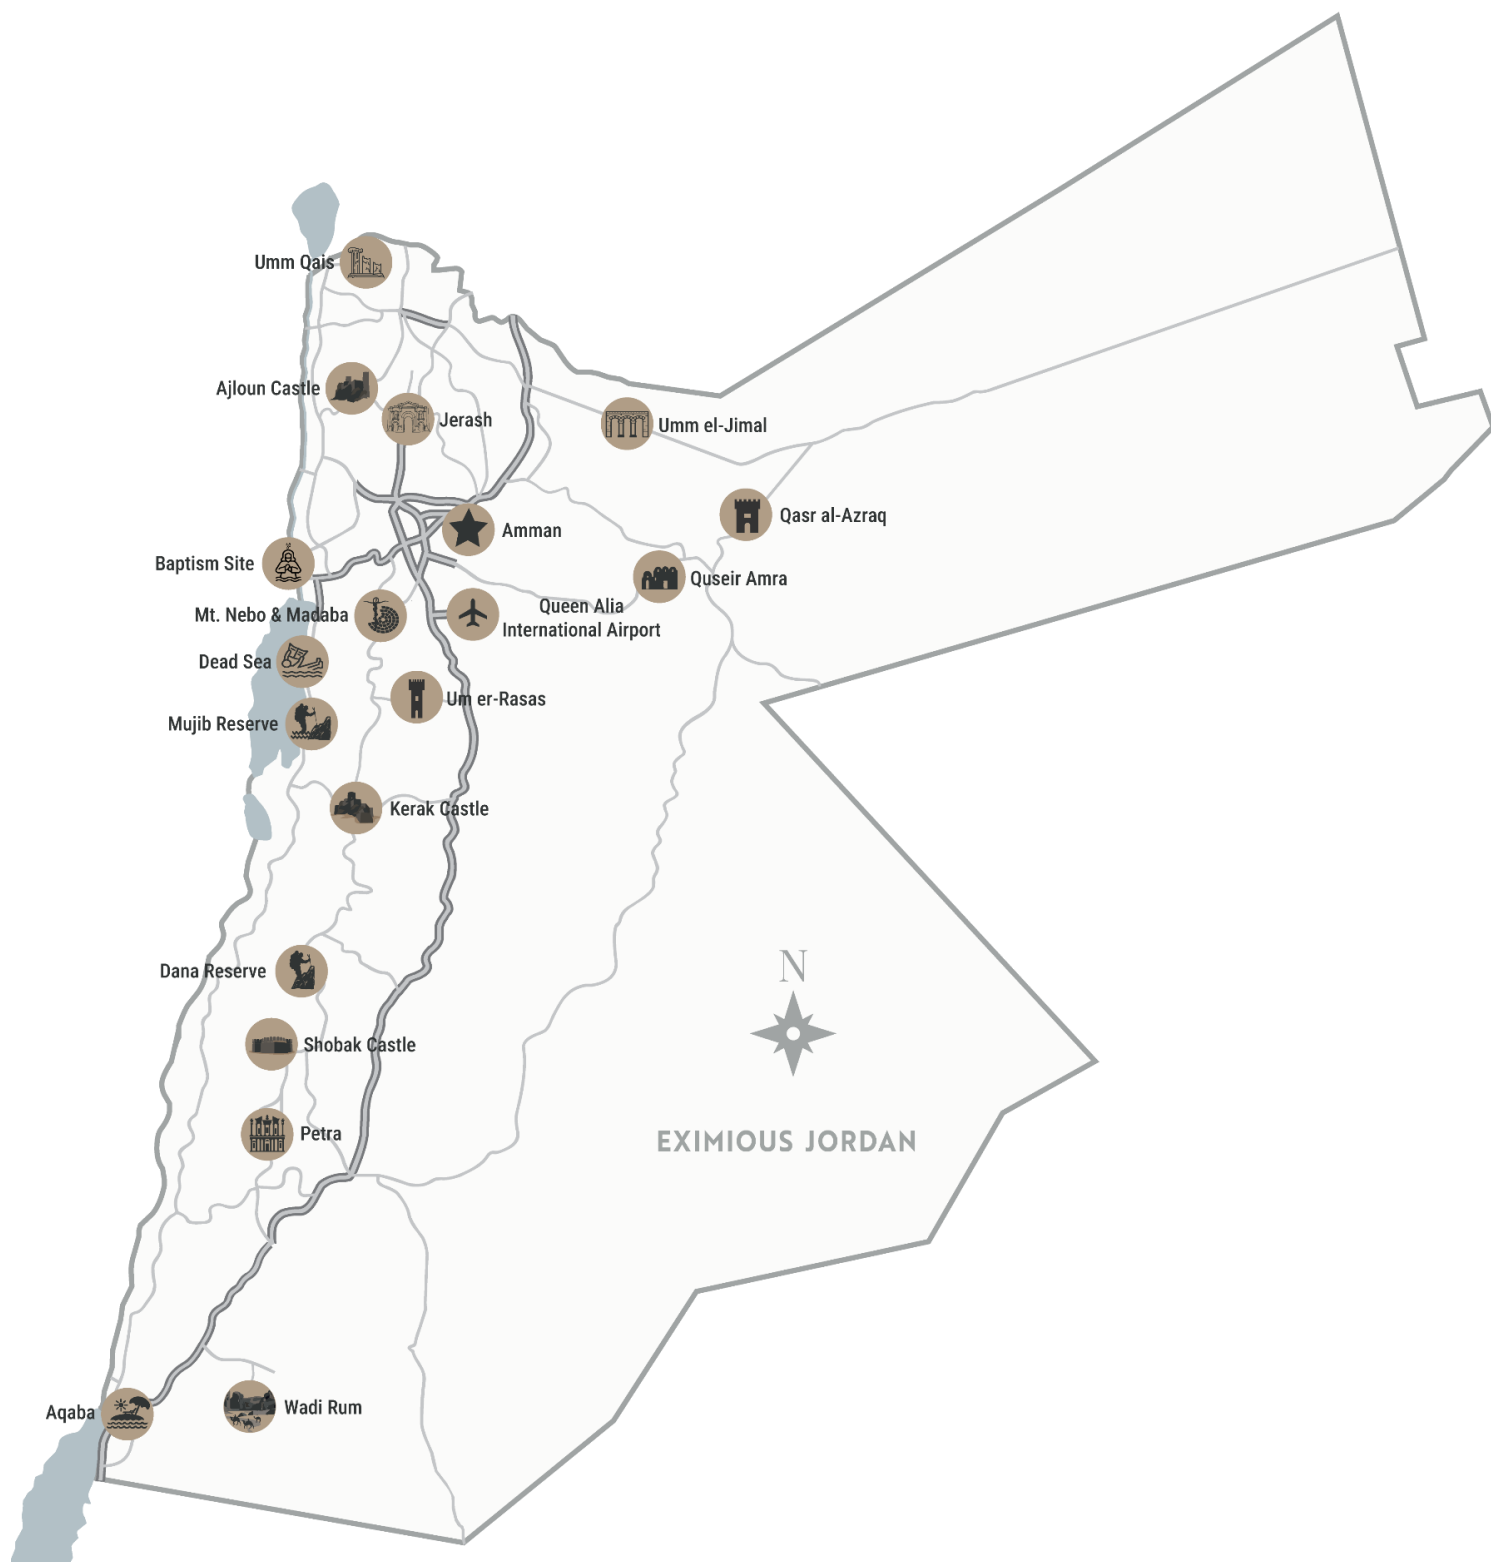 Umm Qais
Ajloun Castle
Jerash
Umm el-Jimal
Qasr al-Azraq
Amman
Baptism Site
Quseir Amra
Mt. Nebo & Madaba
Queen Alia
International Airport
Dead Sea
Um er-Rasas
Mujib Reserve
Kerak Castle
Dana Reserve
N
Shobak Castle
Petra
EXIMIOUS JORDAN
Aqaba
Wadi Rum